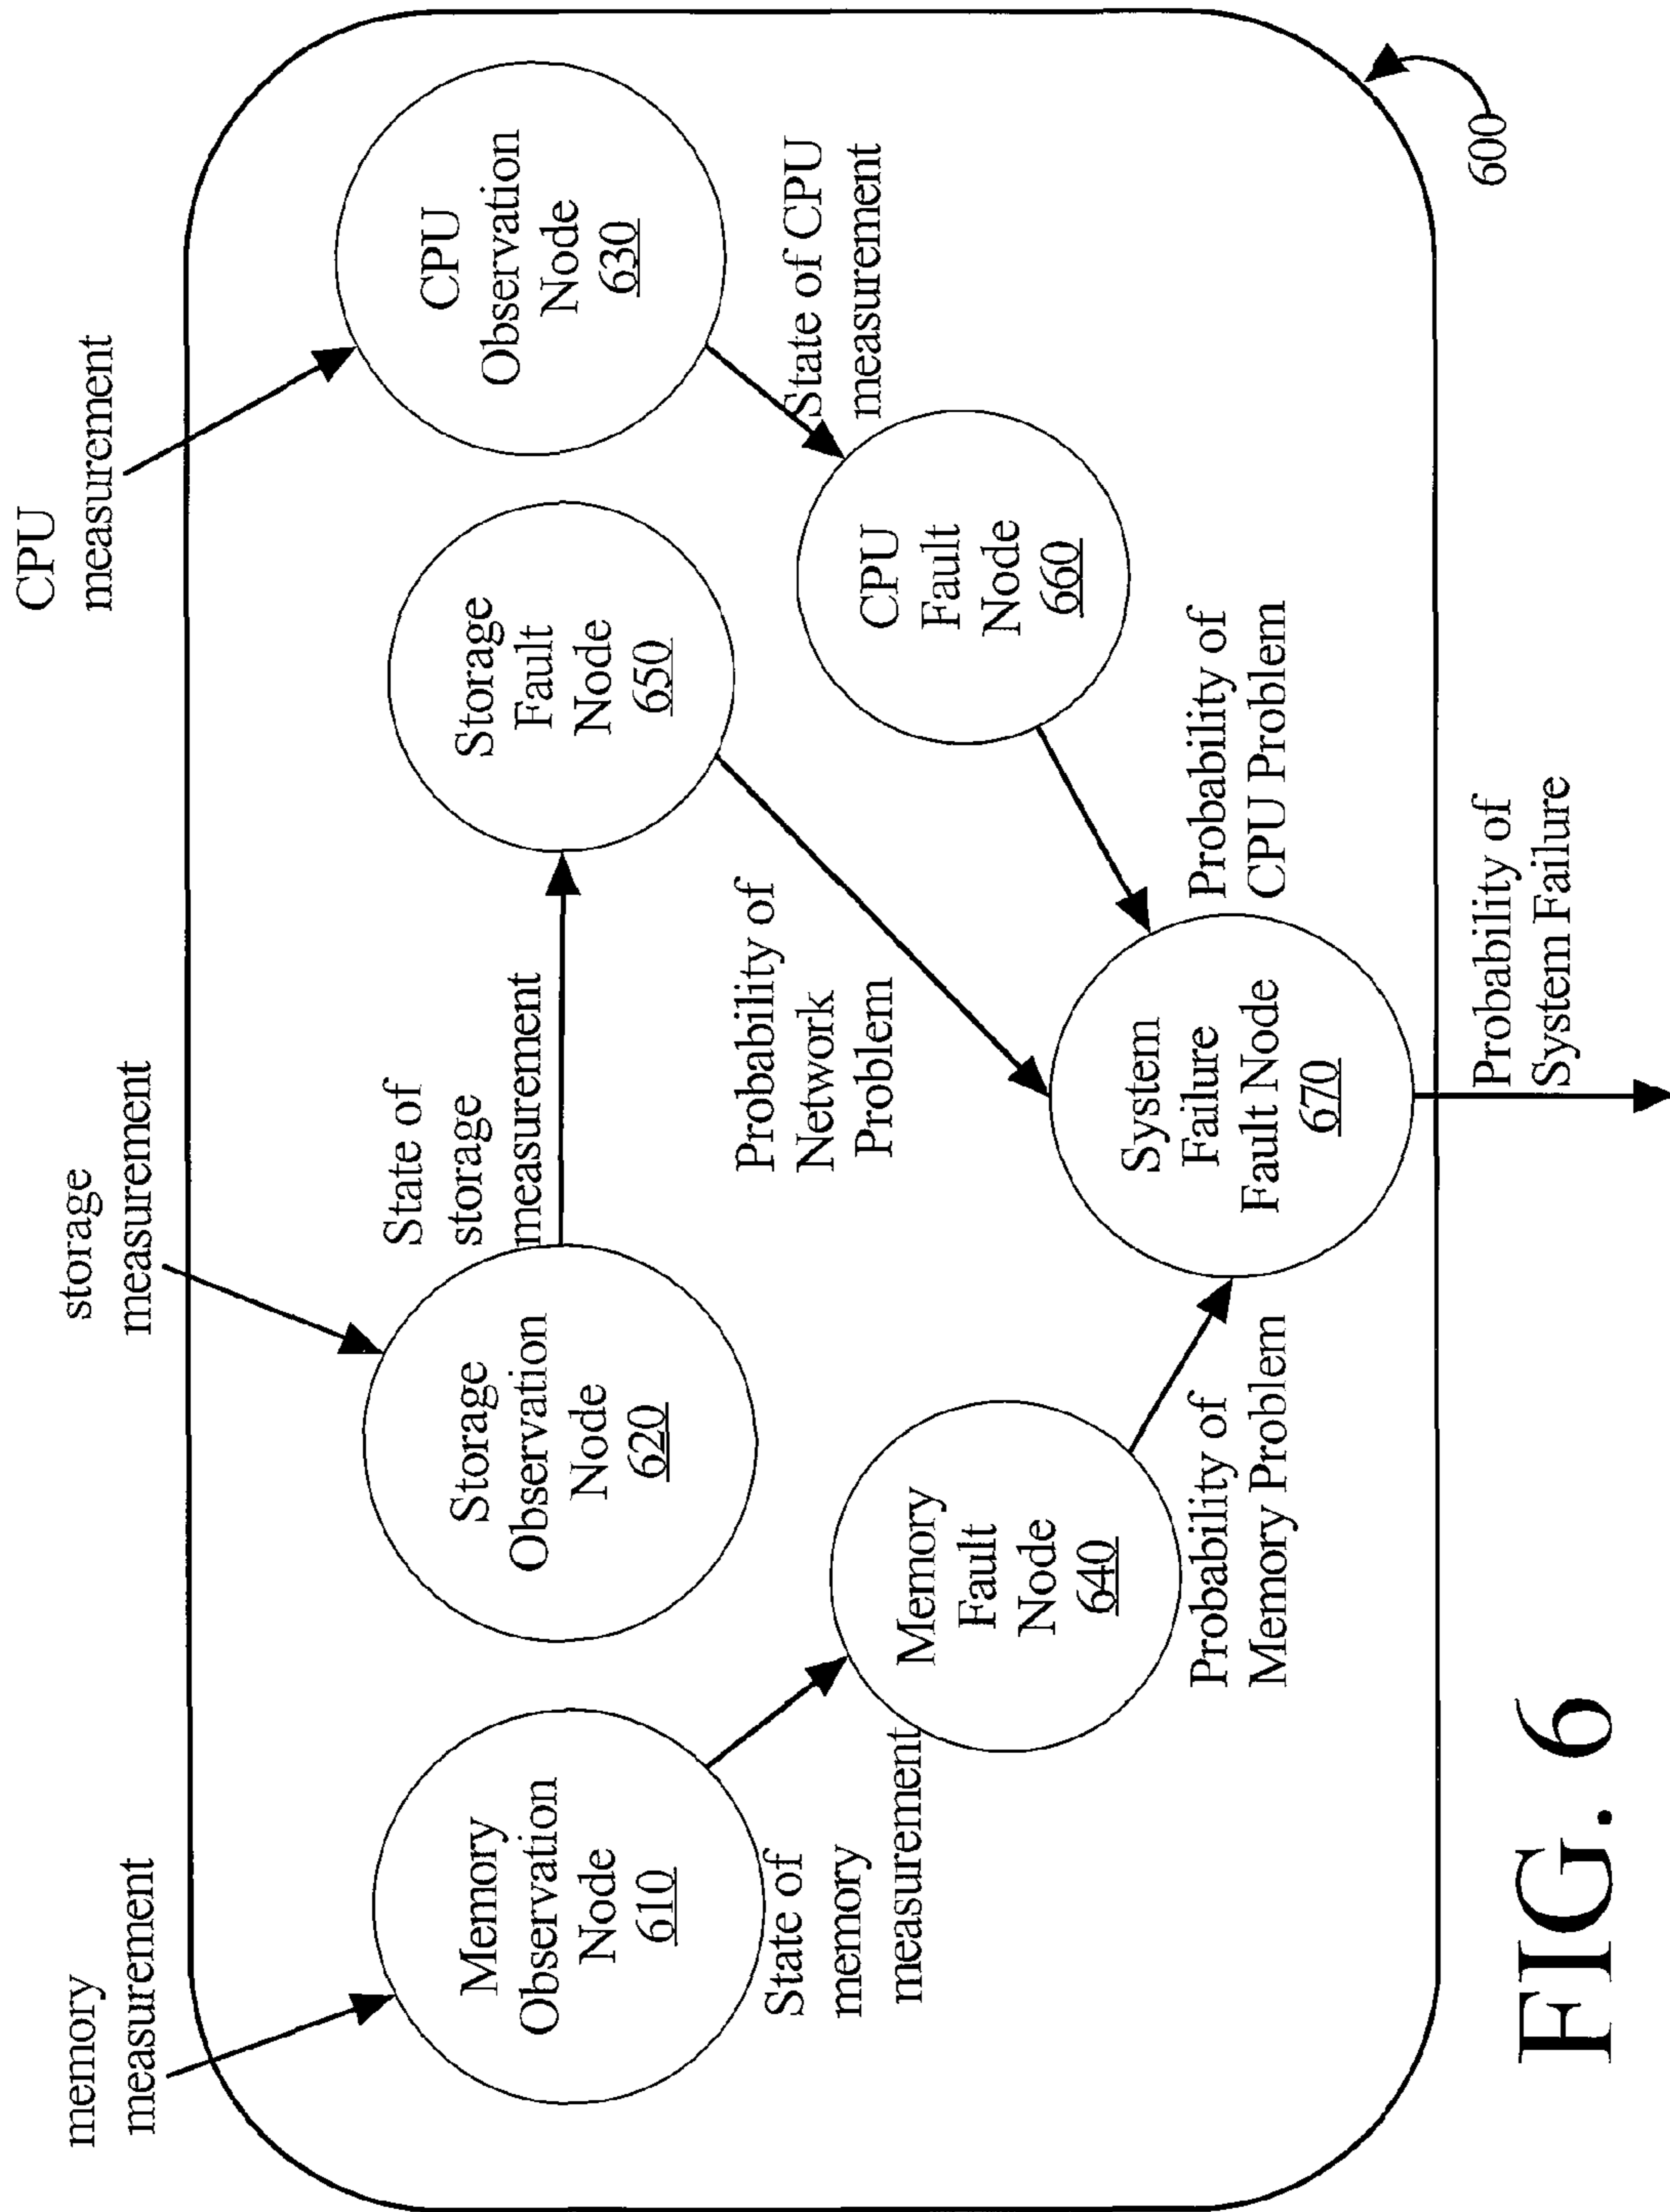 memory
measurement
storage
measurement
CPU
measurement
Memory
Observation
Node
610
Storage
Observation
Node
620
State of
storage
measurement
Storage
Fault
Node
650
CPU
Observation
Node
630
State of
memory
measurement
Memory
Fault
Node
640
Probability of
Network
Problem
CPU
Fault
Node
660
State of CPU
measurement
Probability of
Memory Problem
System
Failure
Fault Node
670
Probability of
CPU Problem
Probability of
System Failure
600
FIG. 6